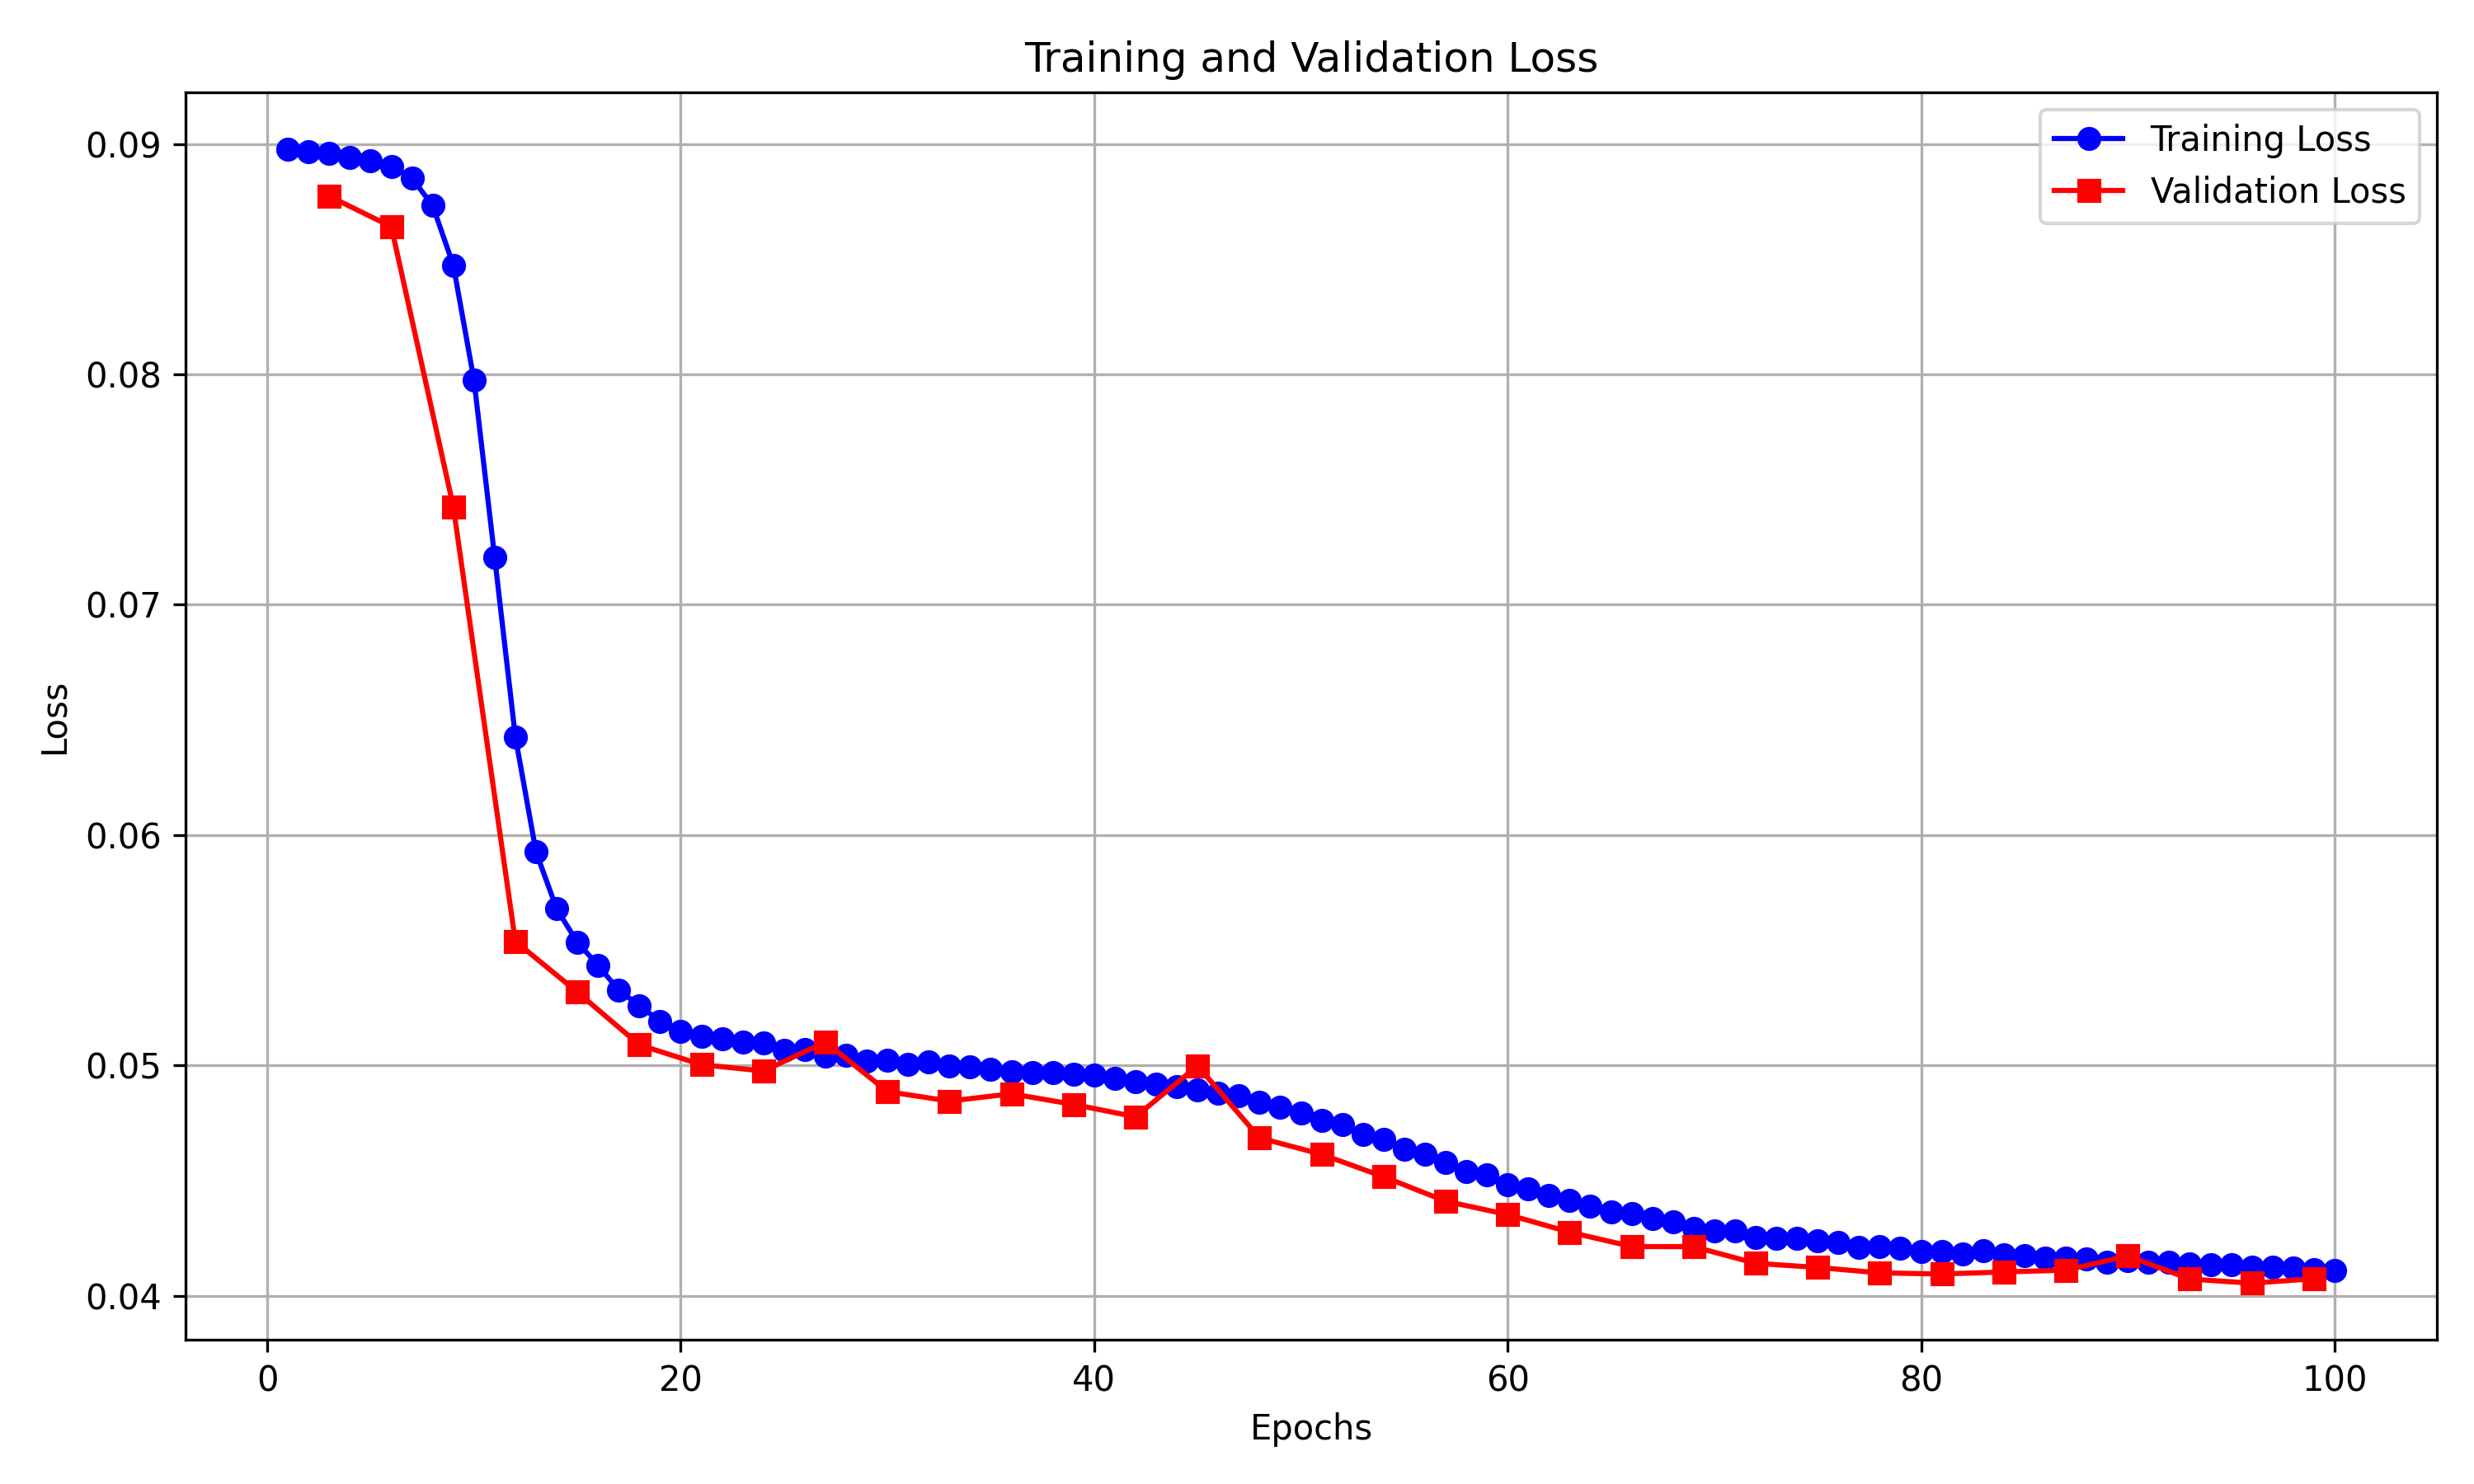 Training and Validation Loss
Training Loss
Validation Loss
0.09
0.08
0.07
0.06
0.05
0.04
Loss
0 20 40 60 80 100
Epochs